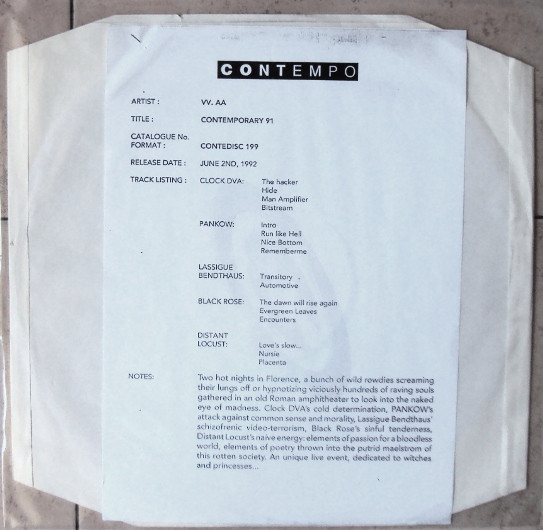 CONTEMPO
ARTIST : VV. AA
TITLE : CONTEMPORARY 91
CATALOGUE No.
FORMAT : CONTEDISC 199
RELEASE DATE : JUNE 2ND, 1992
TRACK LISTING : CLOCK DVA: The hacker
Hide
Man Amplifier
Bitstream
PANKOW: Intro
Run like Hell
Nice Bottom
Rememberme
LASSIGUE
BENDTHAUS: Transitory
Automotive
BLACK ROSE: The dawn will rise again
Evergreen Leaves
Encounters
DISTANT
LOCUST: Love's slow...
Nursie
Placenta
NOTES: Two hot nights in Florence, a bunch of wild rowdies screaming
their lungs off or hypnotizing viciously hundreds of raving souls
gathered in an old Roman amphitheater to look into the naked
eye of madness. Clock DVA's cold determination, PANKOW's
attack against common sense and morality, Lassigue Bendthaus'
schizofrenic video-terrorism, Black Rose's sinful tenderness,
Distant Locust's naive energy: elements of passion for a bloodless
world, elements of poetry thrown into the putrid maelstrom of
this rotten society. An unique live event, dedicated to witches
and princesses...